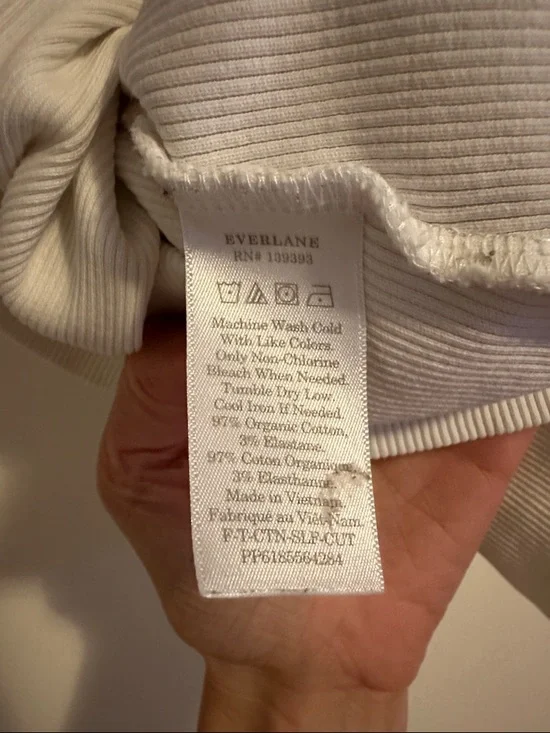 EVERLANE
RN# 139393
Machine Wash Cold
With Like Colors.
Only Non-Chlorine
Bleach When Needed.
Tumble Dry Low.
Cool Iron If Needed.
97% Organic Cotton,
3% Elastane.
97% Coton Organique,
3% Elasthanne.
Made in Vietnam
Fabriqué au Viet Nam.
F-T-CTN-SLF-CUT
PP6185564284